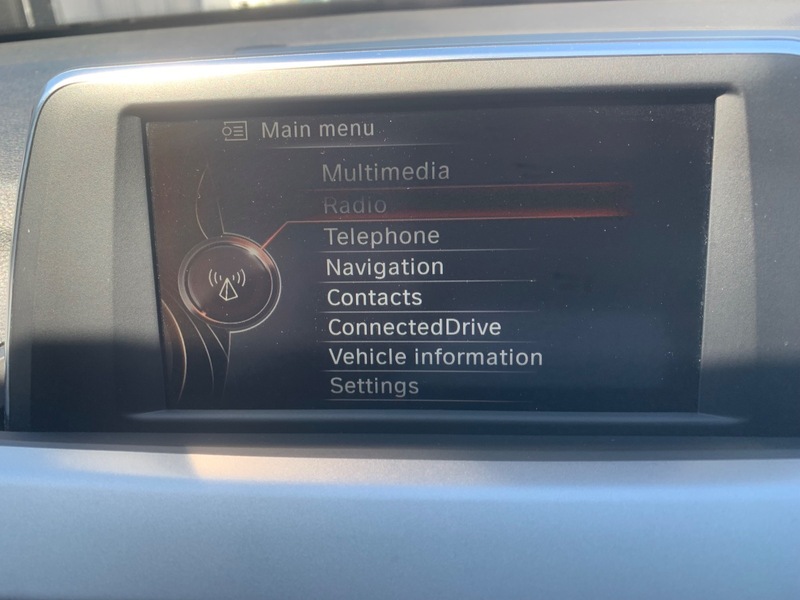 Main menu
Multimedia
Radio
Telephone
Navigation
Contacts
ConnectedDrive
Vehicle information
Settings